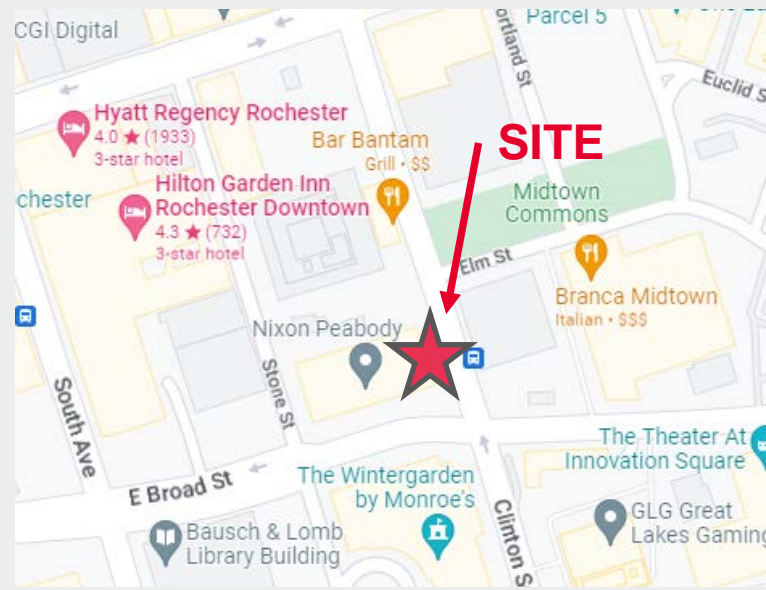 CGI Digital
ortland St
Parcel 5
Euclid S
Hyatt Regency Rochester
4.0 ★ (1933)
3-star hotel
Bar Bantam
Grill • $$
SITE
chester
Hilton Garden Inn
Rochester Downtown
4.3 ★ (732)
3-star hotel
Midtown
Commons
Elm St
Branca Midtown
Italian • $$$
Nixon Peabody
Stone St
South Ave
E Broad St
The Theater At
Innovation Square
The Wintergarden
by Monroe's
Clinton S
GLG Great
Lakes Gaming
Bausch & Lomb
Library Building